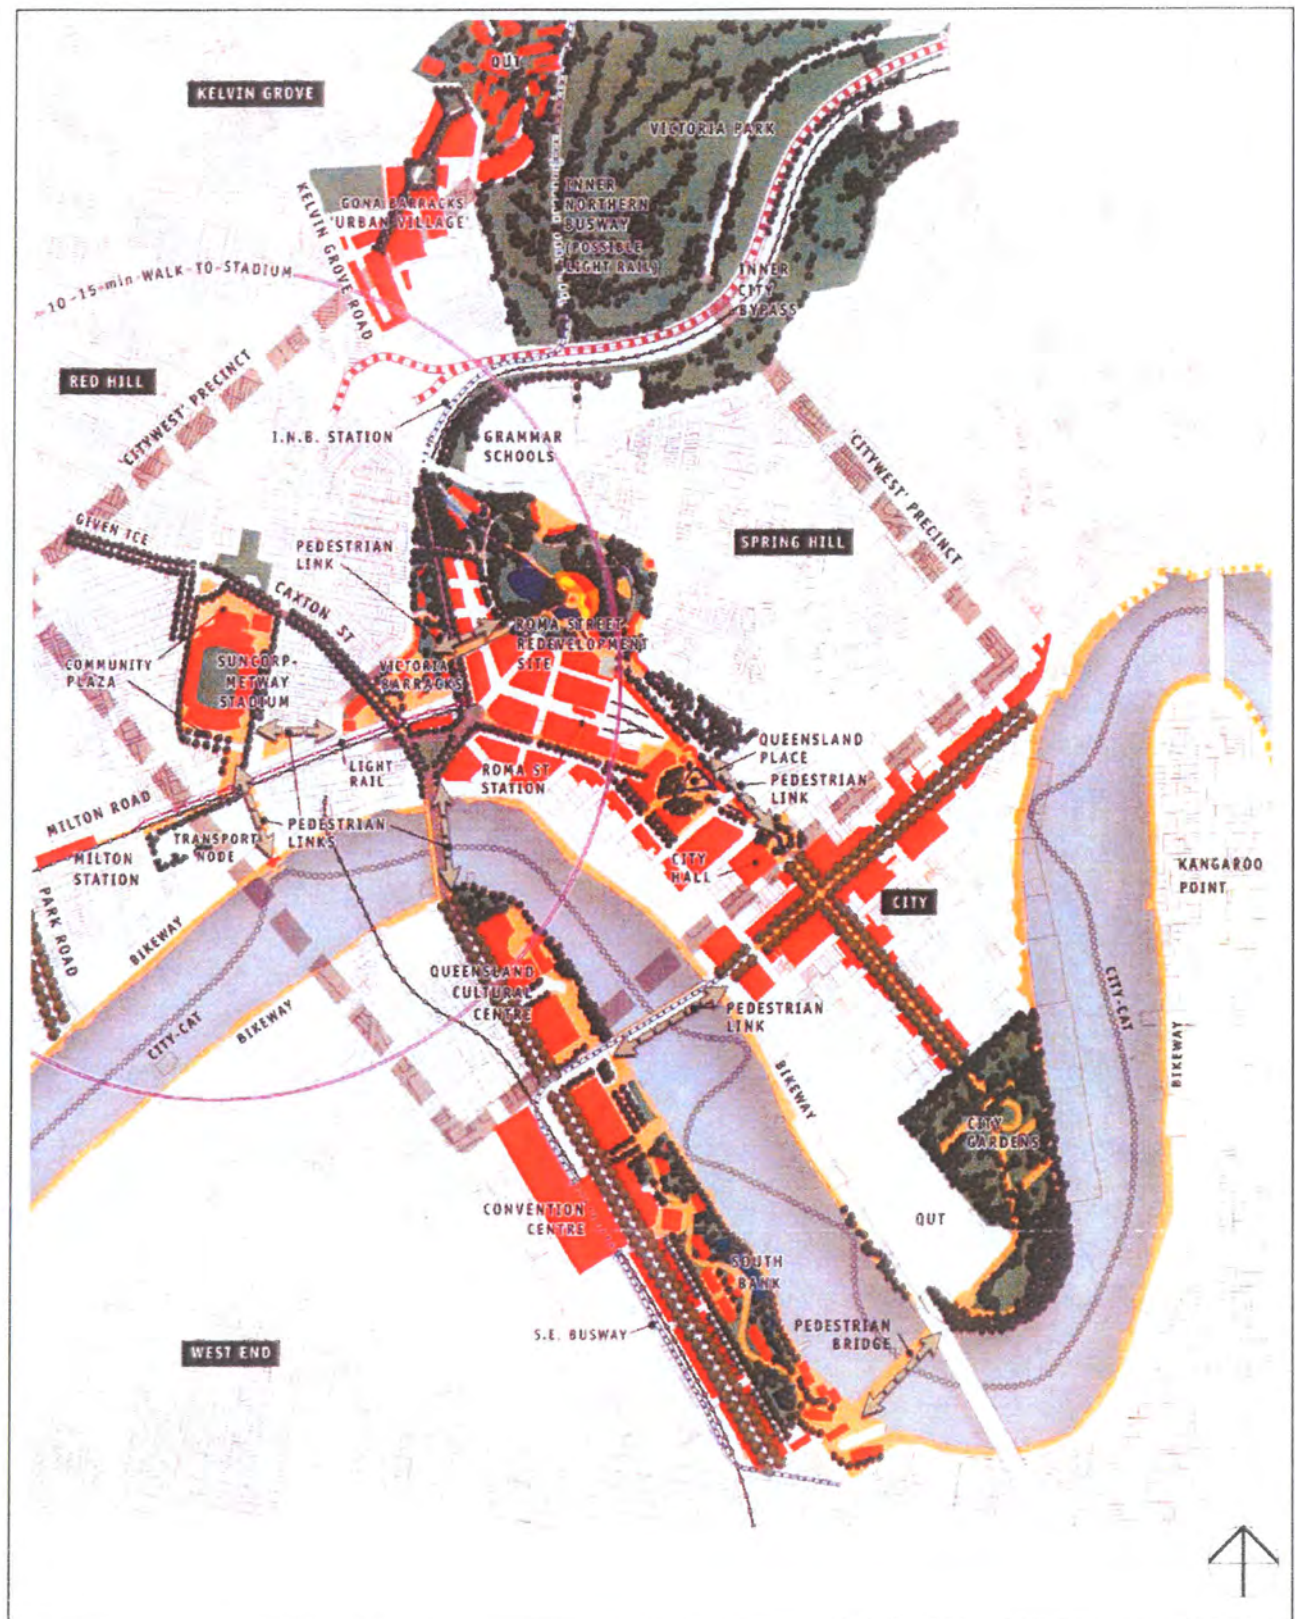 QUT
KELVIN GROVE
VICTORIA PARK
GONA BARRACKS
'URBAN VILLAGE'
KELVIN GROVE ROAD
INNER
NORTHERN
BUSWAY
(POSSIBLE
LIGHT RAIL)
10-15-min-WALK-TO-STADIUM
INNER
CITY
BYPASS
RED HILL
'CITYWEST' PRECINCT
I.N.B. STATION
GRAMMAR
SCHOOLS
'CITYWEST' PRECINCT
SPRING HILL
GIVEN TCE
PEDESTRIAN
LINK
CAXTON ST
ROMA STREET
REDEVELOPMENT
SITE
COMMUNITY
PLAZA
SUNCORP-
METWAY
STADIUM
VICTORIA
BARRACKS
QUEENSLAND
PLACE
PEDESTRIAN
LINK
LIGHT
RAIL
ROMA ST
STATION
MILTON ROAD
TRANSPORT
NODE
PEDESTRIAN
LINKS
MILTON
STATION
CITY
HALL
KANGAROO
POINT
CITY
PARK ROAD
BIKEWAY
QUEENSLAND
CULTURAL
CENTRE
CITY-CAT
BIKEWAY
PEDESTRIAN
LINK
CITY-CAT
BIKEWAY
BIKEWAY
CITY
GARDENS
CONVENTION
CENTRE
QUT
SOUTH
BANK
S.E. BUSWAY
PEDESTRIAN
BRIDGE
WEST END